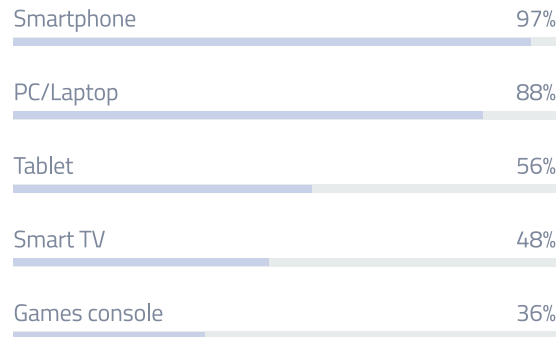 Smartphone 97%
PC/Laptop 88%
Tablet 56%
Smart TV 48%
Games console 36%